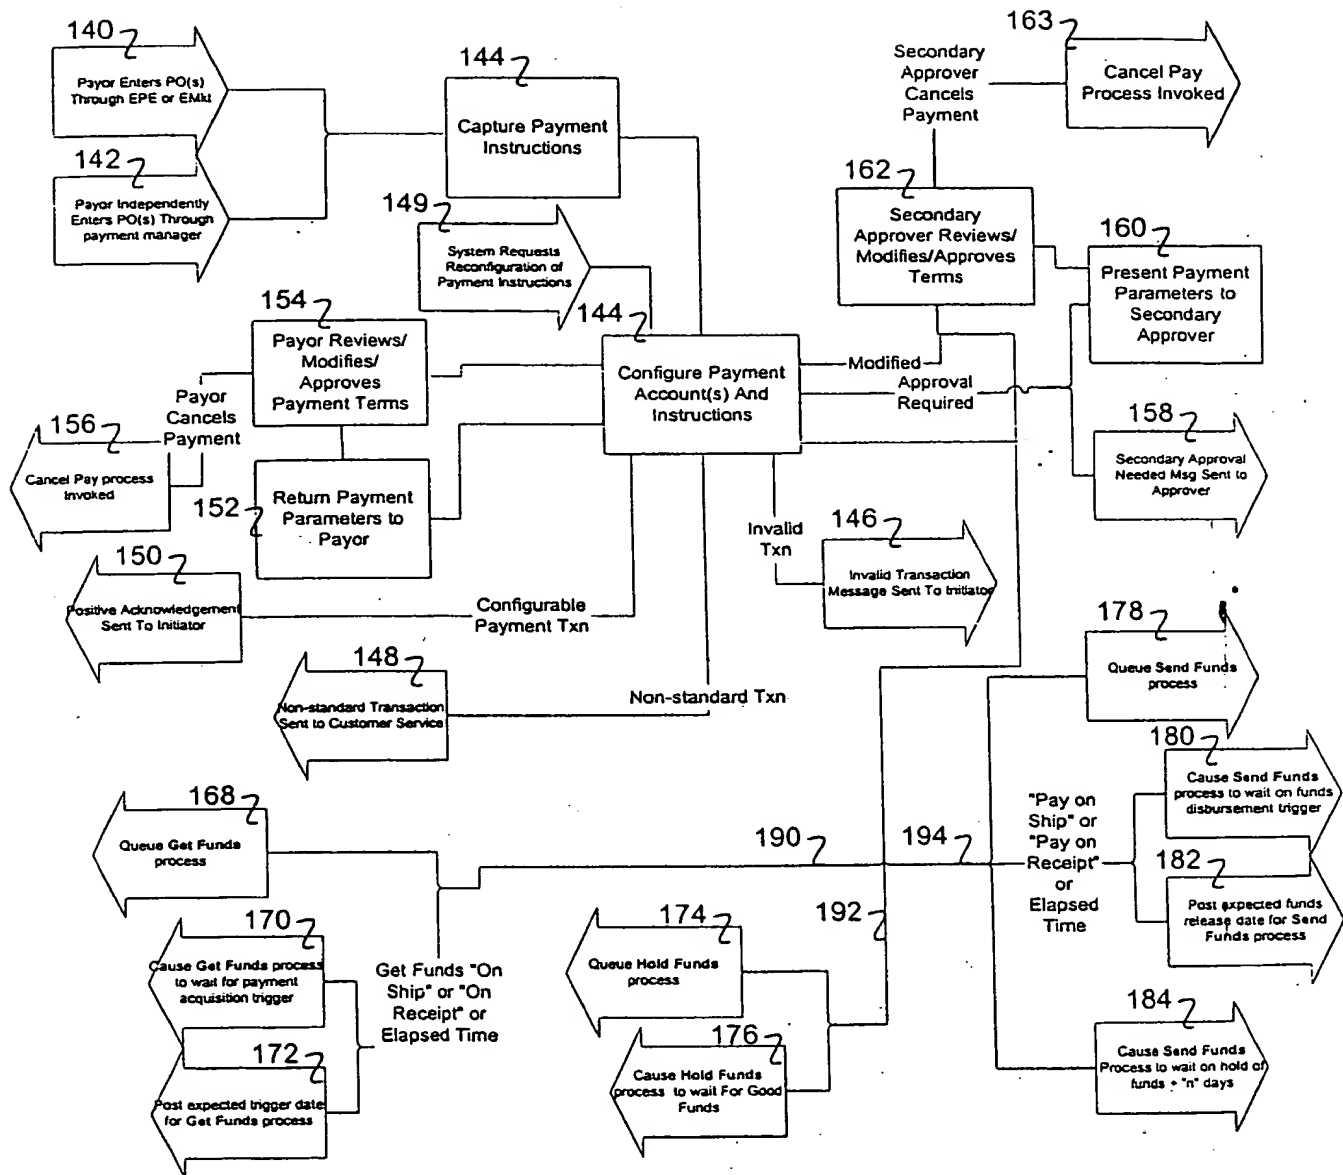 140
Payor Enters PO(s)
Through EPE or EMkt
142
Payor Independently
Enters PO(s) Through
payment manager
144
Capture Payment
Instructions
Secondary
Approver
Cancels
Payment
163
Cancel Pay
Process Invoked
149
System Requests
Reconfiguration of
Payment Instructions
162
Secondary
Approver Reviews/
Modifies/Approves
Terms
160
Present Payment
Parameters to
Secondary
Approver
154
Payor Reviews/
Modifies/
Approves
Payment Terms
144
Configure Payment
Account(s) And
Instructions
Modified
Approval
Required
Payor
Cancels
Payment
156
Cancel Pay process
Invoked
152
Return Payment
Parameters to
Payor
158
Secondary Approval
Needed Msg Sent to
Approver
Invalid
Txn
146
Invalid Transaction
Message Sent To Initiator
150
Positive Acknowledgement
Sent To Initiator
Configurable
Payment Txn
148
Non-standard Transaction
Sent to Customer Service
Non-standard Txn
178
Queue Send Funds
process
180
Cause Send Funds
process to wait on funds
disbursement trigger
"Pay on
Ship" or
"Pay on
Receipt"
or
Elapsed
Time
182
Post expected funds
release date for Send
Funds process
168
Queue Get Funds
process
190
194
192
170
Cause Get Funds process
to wait for payment
acquisition trigger
Get Funds "On
Ship" or "On
Receipt" or
Elapsed Time
172
Post expected trigger date
for Get Funds process
174
Queue Hold Funds
process
176
Cause Hold Funds
process to wait For Good
Funds
184
Cause Send Funds
Process to wait on hold of
funds + "n" days